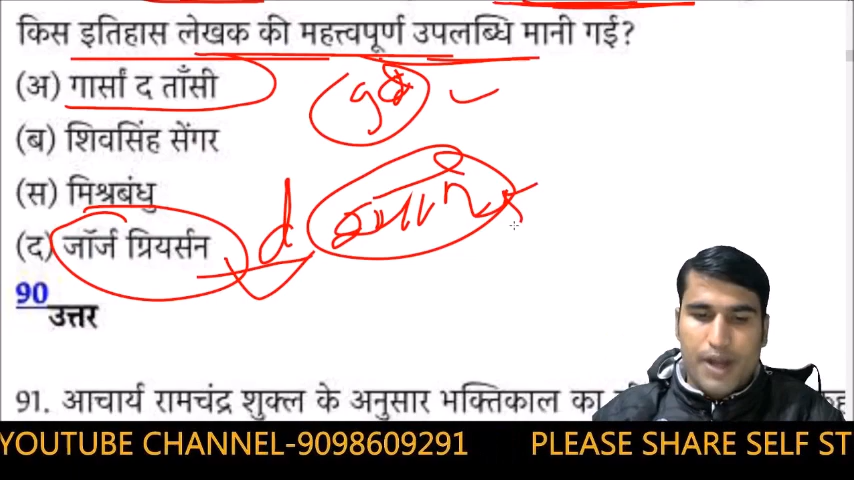 किस इतिहास लेखक की महत्त्वपूर्ण उपलब्धि मानी गई?
(अ) गार्सां द ताँसी
(ब) शिवसिंह सेंगर
(स) मिश्रबंधु
(द) जॉर्ज ग्रियर्सन
d
90
उत्तर
91. आचार्य रामचंद्र शुक्ल के अनुसार भक्तिकाल का
YOUTUBE CHANNEL-9098609291 PLEASE SHARE SELF ST